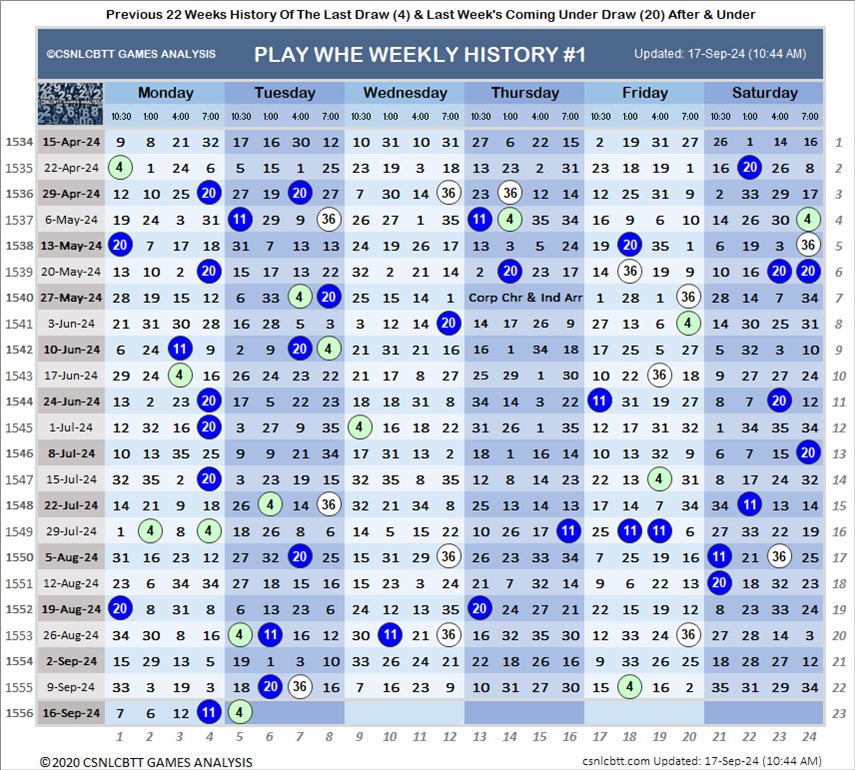 Previous 22 Weeks History Of The Last Draw (4) & Last Week's Coming Under Draw (20) After & Under
©CSNLCBTT GAMES ANALYSIS PLAY WHE WEEKLY HISTORY #1 Updated: 17-Sep-24 (10:44 AM)
CSNLCBTT GAMES ANALYSIS Monday Tuesday Wednesday Thursday Friday Saturday
10:30 1:00 4:00 7:00 10:30 1:00 4:00 7:00 10:30 1:00 4:00 7:00 10:30 1:00 4:00 7:00 10:30 1:00 4:00 7:00 10:30 1:00 4:00 7:00
1534 15-Apr-24 9 8 21 32 17 16 30 12 10 31 10 31 27 6 22 15 2 19 31 27 26 1 14 16 1
1535 22-Apr-24 4 1 24 6 5 15 1 25 23 19 3 18 13 23 2 31 23 18 19 1 16 20 26 8 2
1536 29-Apr-24 12 10 25 20 27 19 20 27 7 30 14 36 23 14 12 14 12 25 31 9 2 33 29 17 3
1537 6-May-24 19 24 3 31 11 29 9 36 26 27 1 35 11 4 35 34 16 9 6 10 14 26 30 4 4
1538 13-May-24 20 7 17 18 31 7 13 13 24 19 26 17 13 3 5 24 19 20 35 1 6 19 3 36 5
1539 20-May-24 13 10 2 20 15 17 13 22 32 2 21 14 2 20 23 17 14 36 19 9 10 16 20 20 6
1540 27-May-24 28 19 15 12 6 33 4 20 25 15 14 1 Corp Chr & Ind Arr 1 28 1 36 28 14 7 34 7
1541 3-Jun-24 21 31 30 28 16 28 5 3 3 12 14 20 14 17 26 9 27 13 6 4 14 30 25 31 8
1542 10-Jun-24 6 24 11 9 2 9 20 8 21 31 21 16 16 1 34 18 17 25 5 27 5 32 3 10 9
1543 17-Jun-24 29 24 4 16 26 24 23 22 21 17 8 27 25 29 1 30 10 22 36 18 9 27 27 24 10
1544 24-Jun-24 13 2 23 20 17 5 22 23 18 18 31 8 34 14 3 22 11 31 19 27 8 7 20 12 11
1545 1-Jul-24 12 32 16 20 3 27 9 35 4 16 18 22 31 26 1 35 12 17 31 32 1 34 35 34 12
1546 8-Jul-24 10 13 35 25 9 9 21 34 17 31 13 2 18 1 16 14 10 13 32 9 6 7 15 20 13
1547 15-Jul-24 32 35 2 20 3 23 19 15 32 35 8 35 12 8 14 23 13 19 4 31 8 17 24 32 14
1548 22-Jul-24 14 21 9 18 26 4 14 36 32 21 34 8 25 13 14 13 17 14 7 34 34 11 15 14 15
1549 29-Jul-24 1 4 8 4 18 26 8 6 14 5 15 22 10 26 17 11 25 11 11 6 27 33 22 19 16
1550 5-Aug-24 31 16 23 12 27 32 20 25 15 31 29 36 26 23 33 34 7 25 19 16 11 21 36 25 17
1551 12-Aug-24 23 6 34 34 27 18 15 16 15 23 3 24 21 7 32 14 9 6 22 13 20 18 32 23 18
1552 19-Aug-24 20 8 31 8 6 13 23 6 24 12 13 35 20 24 27 21 22 15 19 12 8 23 33 24 19
1553 26-Aug-24 34 30 8 16 4 11 16 12 30 11 21 36 16 32 35 30 12 33 24 20 27 28 14 3 20
1554 2-Sep-24 15 29 13 5 19 1 3 10 33 26 24 21 22 18 26 16 9 33 26 25 18 28 27 12 21
1555 9-Sep-24 33 3 19 3 18 20 36 16 7 16 23 9 10 31 27 30 15 4 16 2 35 31 29 34 22
1556 16-Sep-24 7 6 12 11 4 23
1 2 3 4 5 6 7 8 9 10 11 12 13 14 15 16 17 18 19 20 21 22 23 24
©2020 CSNLCBTT GAMES ANALYSIS csnlcbtt.com Updated: 17-Sep-24 (10:44 AM)